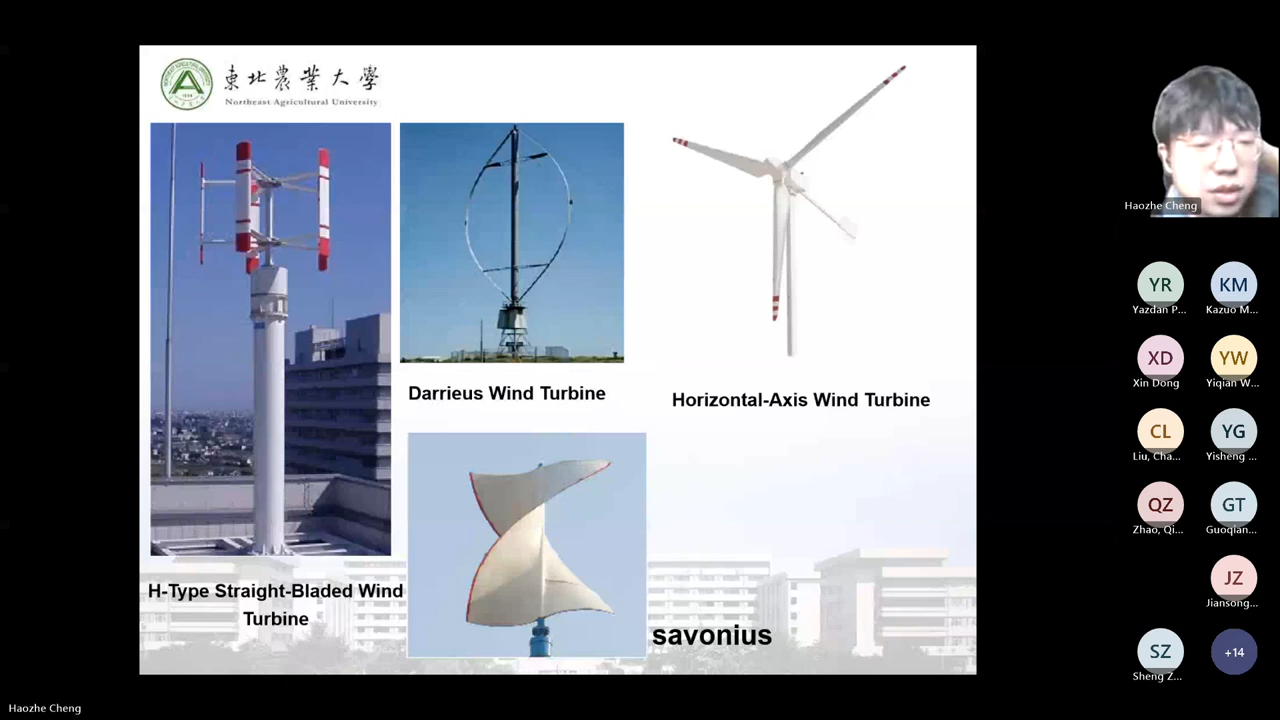 東北農業大學
Northeast Agricultural University
Darrieus Wind Turbine
Horizontal-Axis Wind Turbine
H-Type Straight-Bladed Wind
Turbine
savonius
Haozhe Cheng
YR
KM
Yazdan P...
Kazuo M...
XD
YW
Xin Dong
Yiqian W...
CL
YG
Liu, Cha...
Yisheng ...
QZ
GT
Zhao, Qi...
Guoqian...
JZ
Jiansong...
SZ
+14
Sheng Z...
Haozhe Cheng